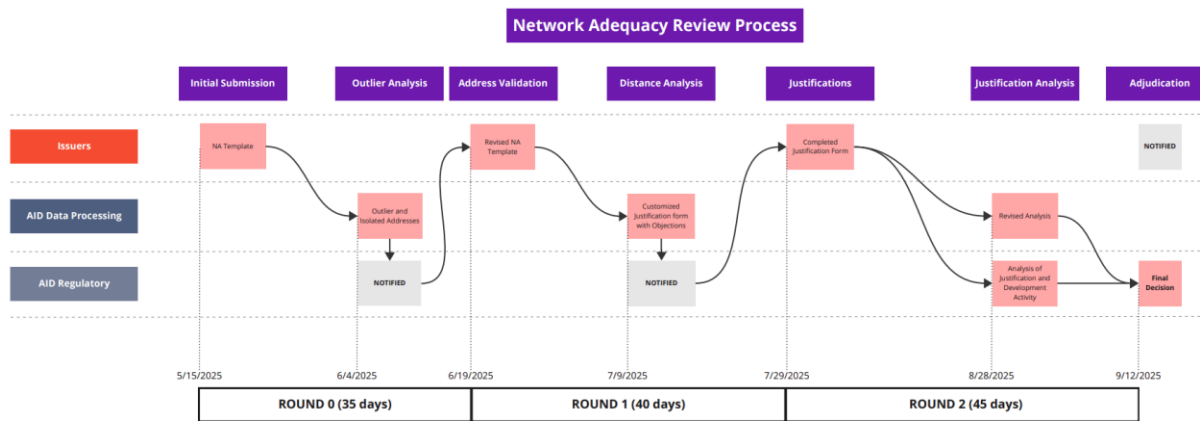 Network Adequacy Review Process
Initial Submission
Outlier Analysis
Address Validation
Distance Analysis
Justifications
Justification Analysis
Adjudication
Issuers
NA Template
Revised NA
Template
Completed
Justification Form
NOTIFIED
AID Data Processing
Outlier and
Isolated Addresses
Customized
Justification form
with Objections
Revised Analysis
AID Regulatory
NOTIFIED
NOTIFIED
Analysis of
Justification and
Development
Activity
Final
Decision
5/15/2025
6/4/2025
6/19/2025
7/9/2025
7/29/2025
8/28/2025
9/12/2025
ROUND 0 (35 days)
ROUND 1 (40 days)
ROUND 2 (45 days)